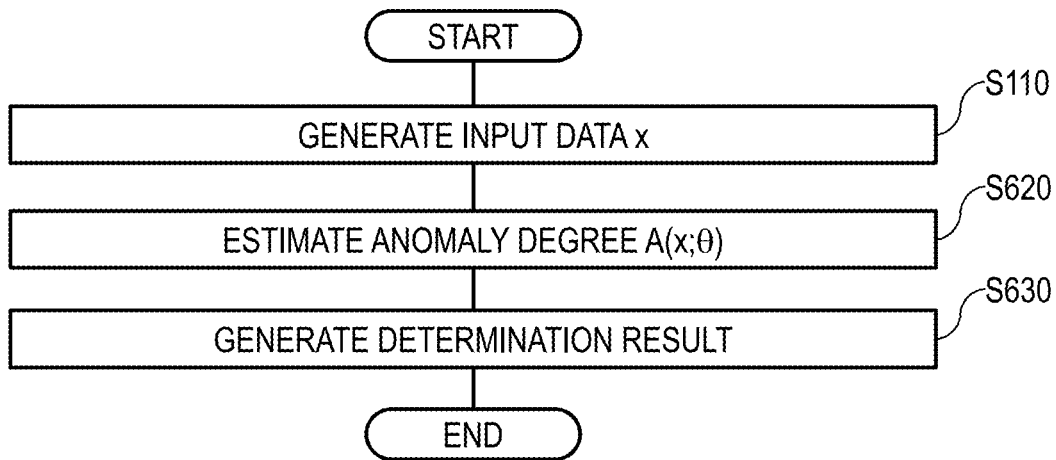 START
S110
GENERATE INPUT DATA x
S620
ESTIMATE ANOMALY DEGREE A(x;θ)
S630
GENERATE DETERMINATION RESULT
END